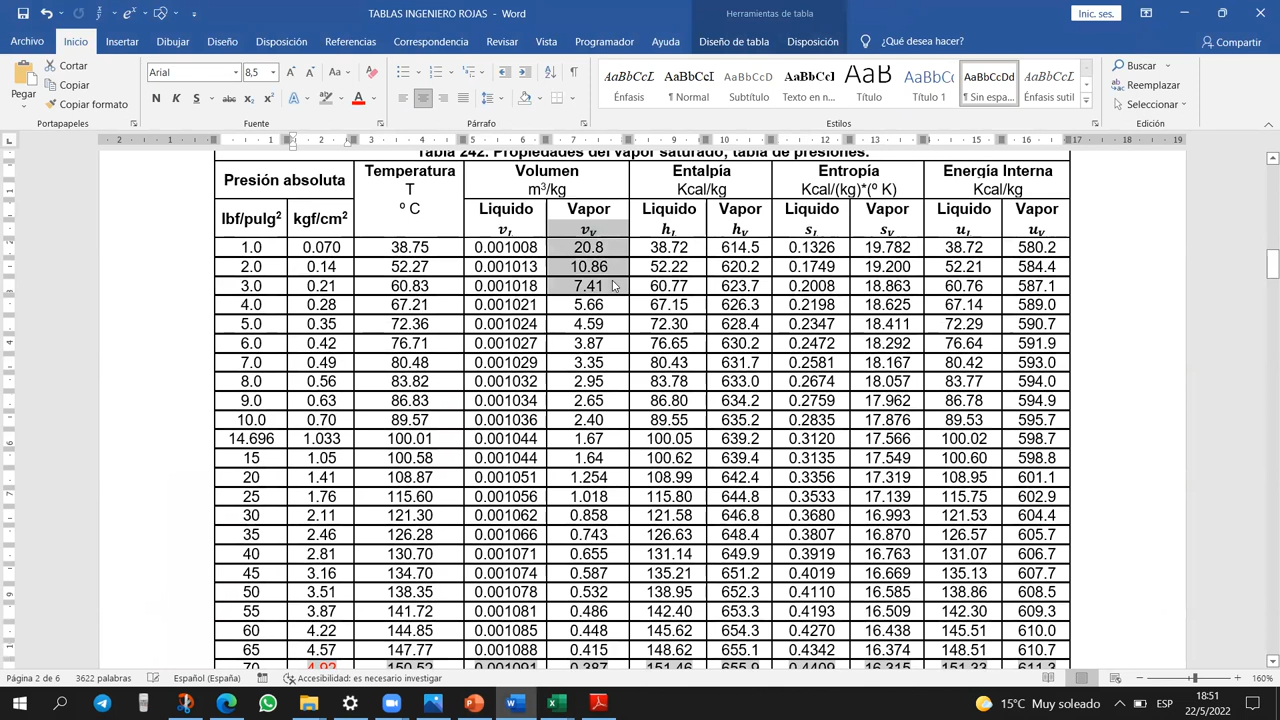 TABLAS INGENIERO ROJAS - Word
Herramientas de tabla
Inic. ses.
Archivo Inicio Insertar Dibujar Diseño Disposición Referencias Correspondencia Revisar Vista Programador Ayuda Diseño de tabla Disposición ¿Qué desea hacer? Compartir
Pegar
Cortar
Copiar
Copiar formato
Portapapeles
Arial 8,5
Fuente
Párrafo
AaBbCcL AaBbCcL AaBbCcD AaBbCcI AaB AaBbC AaBbCcDd AaBbCcL
Énfasis ¶ Normal Subtítulo Texto en n... Título Título 1 ¶ Sin espa... Énfasis sutil
Estilos
Buscar
Reemplazar
Seleccionar
Edición
Tabla 242. Propiedades del vapor saturado, tabla de presiones.
Presión absoluta Temperatura Volumen Entalpía Entropía Energía Interna
T m³/kg Kcal/kg Kcal/(kg)*(º K) Kcal/kg
lbf/pulg² kgf/cm² º C Liquido Vapor Liquido Vapor Liquido Vapor Liquido Vapor
v_L v_V h_L h_V s_L s_V u_L u_V
1.0 0.070 38.75 0.001008 20.8 38.72 614.5 0.1326 19.782 38.72 580.2
2.0 0.14 52.27 0.001013 10.86 52.22 620.2 0.1749 19.200 52.21 584.4
3.0 0.21 60.83 0.001018 7.41 60.77 623.7 0.2008 18.863 60.76 587.1
4.0 0.28 67.21 0.001021 5.66 67.15 626.3 0.2198 18.625 67.14 589.0
5.0 0.35 72.36 0.001024 4.59 72.30 628.4 0.2347 18.411 72.29 590.7
6.0 0.42 76.71 0.001027 3.87 76.65 630.2 0.2472 18.292 76.64 591.9
7.0 0.49 80.48 0.001029 3.35 80.43 631.7 0.2581 18.167 80.42 593.0
8.0 0.56 83.82 0.001032 2.95 83.78 633.0 0.2674 18.057 83.77 594.0
9.0 0.63 86.83 0.001034 2.65 86.80 634.2 0.2759 17.962 86.78 594.9
10.0 0.70 89.57 0.001036 2.40 89.55 635.2 0.2835 17.876 89.53 595.7
14.696 1.033 100.01 0.001044 1.67 100.05 639.2 0.3120 17.566 100.02 598.7
15 1.05 100.58 0.001044 1.64 100.62 639.4 0.3135 17.549 100.60 598.8
20 1.41 108.87 0.001051 1.254 108.99 642.4 0.3356 17.319 108.95 601.1
25 1.76 115.60 0.001056 1.018 115.80 644.8 0.3533 17.139 115.75 602.9
30 2.11 121.30 0.001062 0.858 121.58 646.8 0.3680 16.993 121.53 604.4
35 2.46 126.28 0.001066 0.743 126.63 648.4 0.3807 16.870 126.57 605.7
40 2.81 130.70 0.001071 0.655 131.14 649.9 0.3919 16.763 131.07 606.7
45 3.16 134.70 0.001074 0.587 135.21 651.2 0.4019 16.669 135.13 607.7
50 3.51 138.35 0.001078 0.532 138.95 652.3 0.4110 16.585 138.86 608.5
55 3.87 141.72 0.001081 0.486 142.40 653.3 0.4193 16.509 142.30 609.3
60 4.22 144.85 0.001085 0.448 145.62 654.3 0.4270 16.438 145.51 610.0
65 4.57 147.77 0.001088 0.415 148.62 655.1 0.4342 16.374 148.51 610.7
70 4.92 150.52 0.001091 0.387 151.46 655.9 0.4409 16.315 151.33 611.3
Página 2 de 6 3622 palabras Español (España) Accesibilidad: es necesario investigar 160%
15°C Muy soleado ESP 18:51
22/5/2022